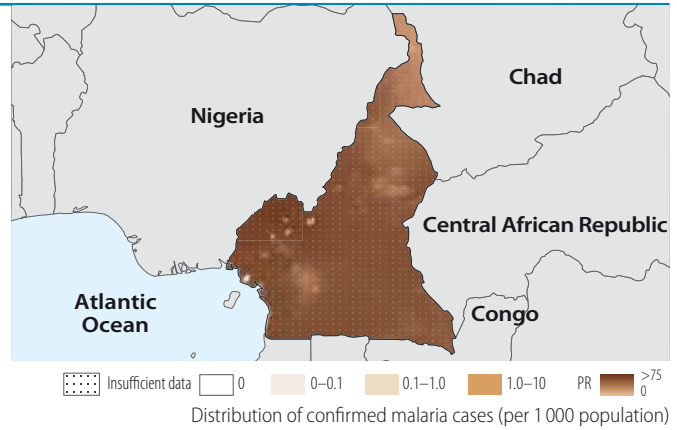 Chad
Nigeria
Central African Republic
Atlantic
Ocean
Congo
Insufficient data
0
0–0.1
0.1–1.0
1.0–10
PR
>75
0
Distribution of confirmed malaria cases (per 1 000 population)